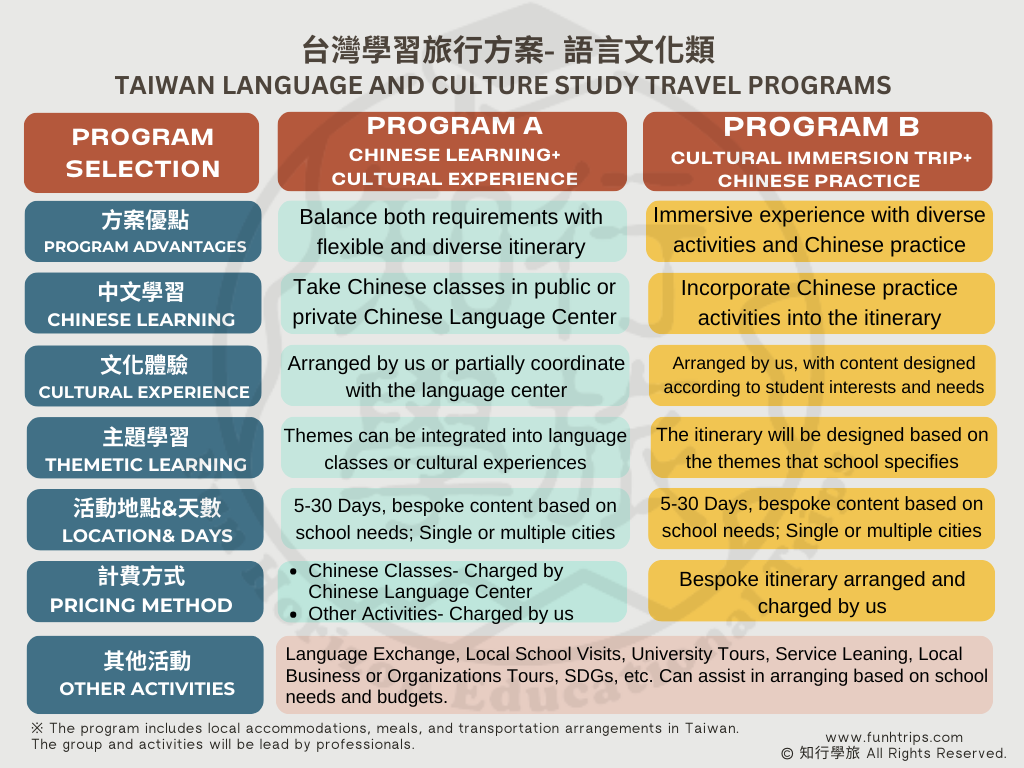 台灣學習旅行方案- 語言文化類
TAIWAN LANGUAGE AND CULTURE STUDY TRAVEL PROGRAMS
PROGRAM
SELECTION
PROGRAM A
CHINESE LEARNING+
CULTURAL EXPERIENCE
PROGRAM B
CULTURAL IMMERSION TRIP+
CHINESE PRACTICE
方案優點
PROGRAM ADVANTAGES
Balance both requirements with
flexible and diverse itinerary
Immersive experience with diverse
activities and Chinese practice
中文學習
CHINESE LEARNING
Take Chinese classes in public or
private Chinese Language Center
Incorporate Chinese practice
activities into the itinerary
文化體驗
CULTURAL EXPERIENCE
Arranged by us or partially coordinate
with the language center
Arranged by us, with content designed
according to student interests and needs
主題學習
THEMETIC LEARNING
Themes can be integrated into language
classes or cultural experiences
The itinerary will be designed based on
the themes that school specifies
活動地點&天數
LOCATION& DAYS
5-30 Days, bespoke content based on
school needs; Single or multiple cities
5-30 Days, bespoke content based on
school needs; Single or multiple cities
計費方式
PRICING METHOD
• Chinese Classes- Charged by
Chinese Language Center
• Other Activities- Charged by us
Bespoke itinerary arranged and
charged by us
其他活動
OTHER ACTIVITIES
Language Exchange, Local School Visits, University Tours, Service Leaning, Local
Business or Organizations Tours, SDGs, etc. Can assist in arranging based on school
needs and budgets.
※ The program includes local accommodations, meals, and transportation arrangements in Taiwan.
The group and activities will be lead by professionals.
www.funhtrips.com
© 知行學旅 All Rights Reserved.
知行
學旅
Educational Trips